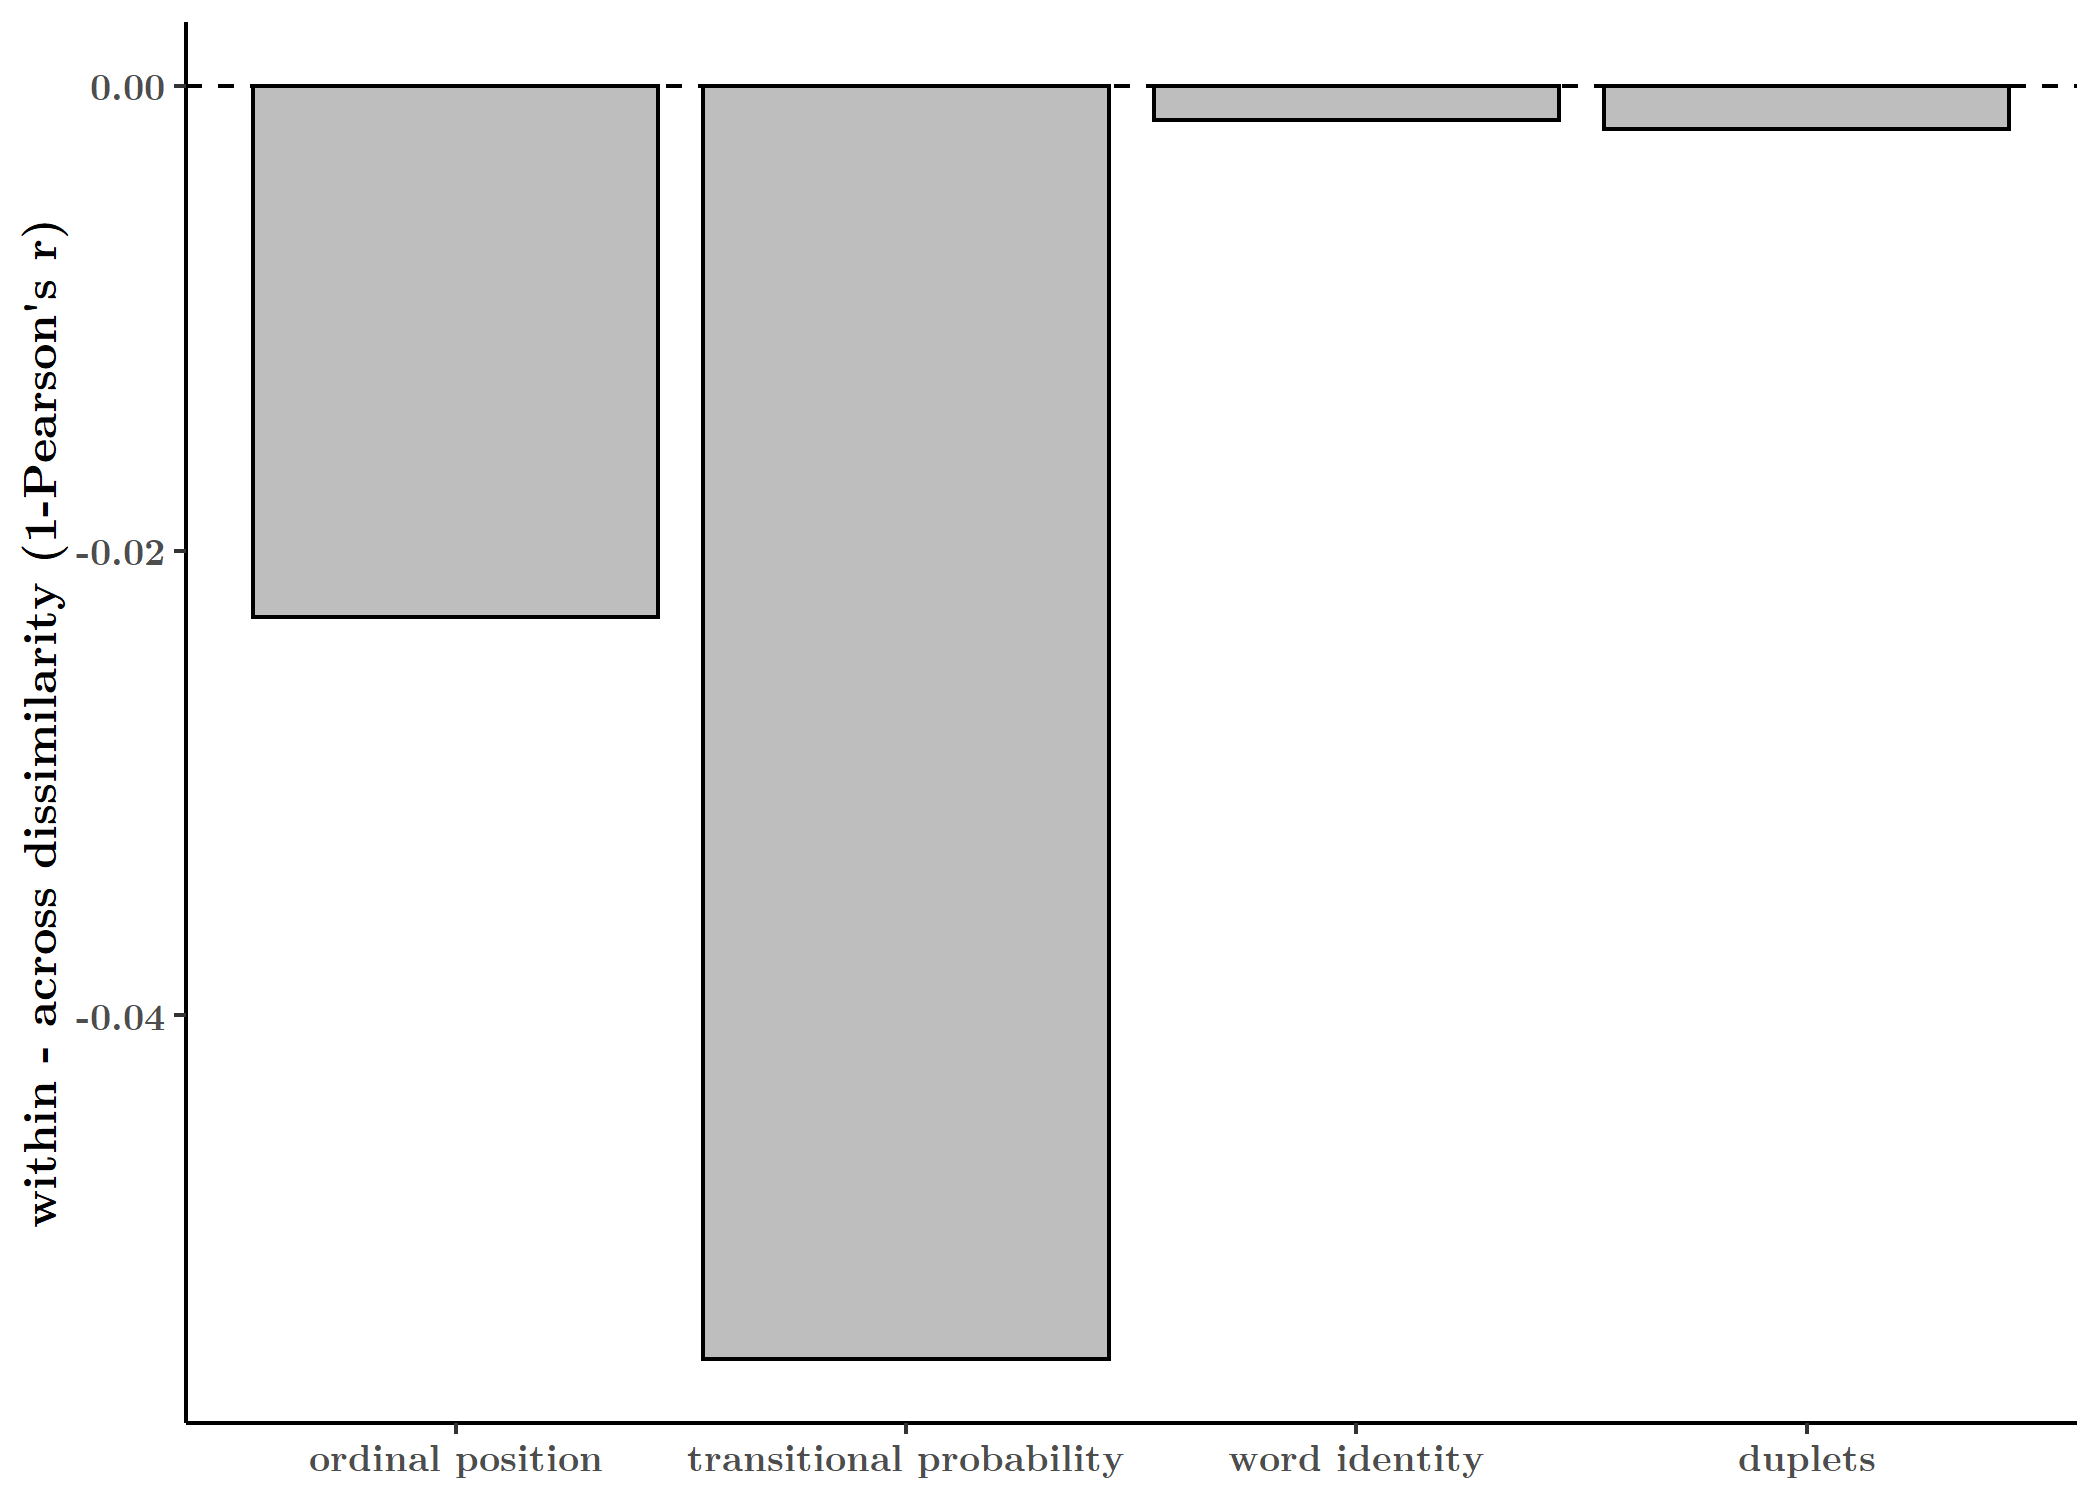 within - across dissimilarity (1-Pearson's r)
0.00
-0.02
-0.04
ordinal position
transitional probability
word identity
duplets